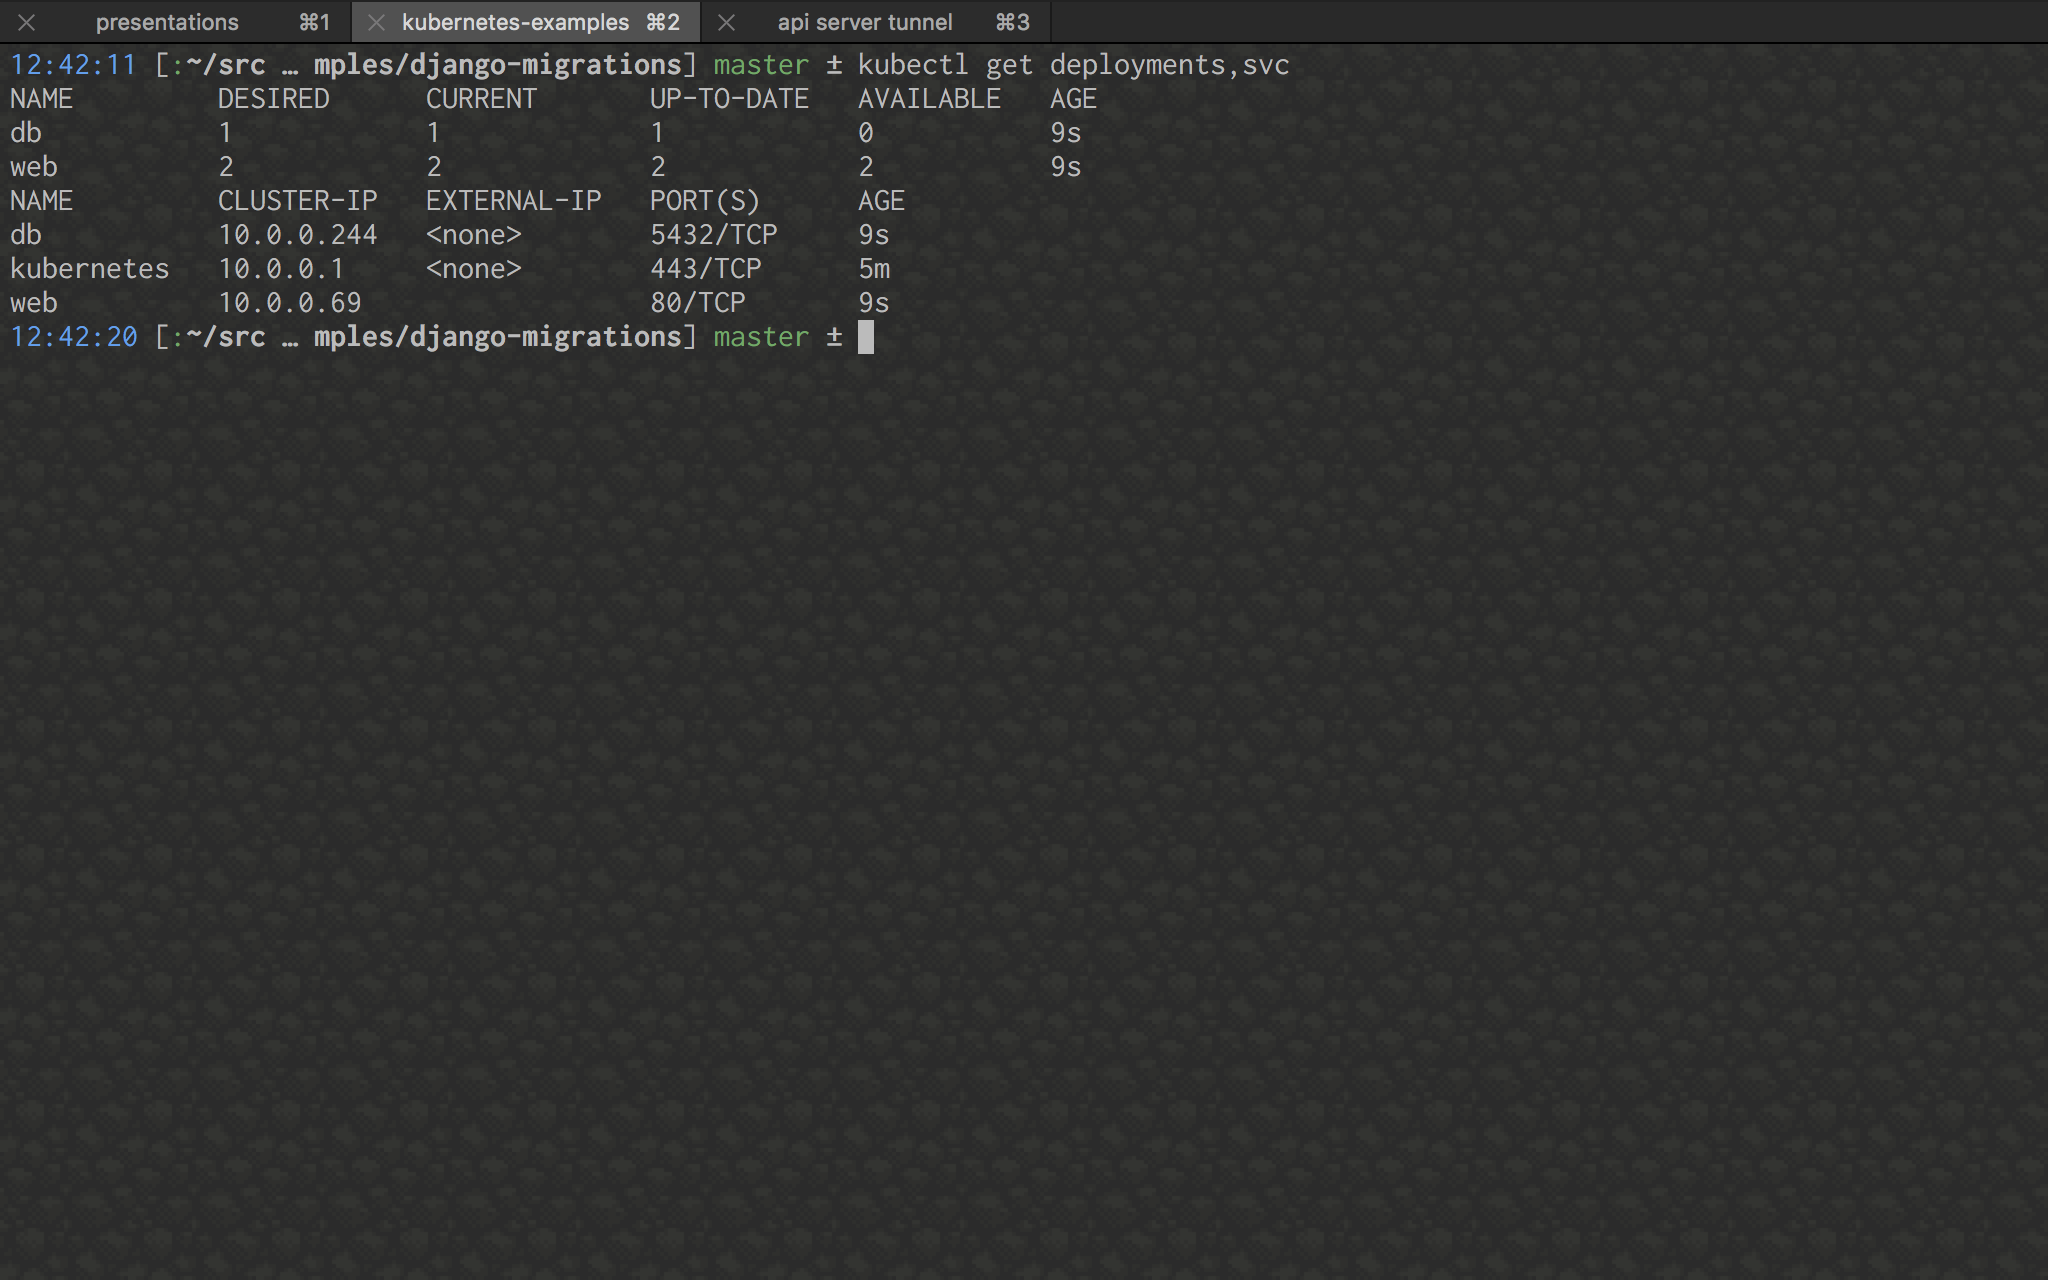 presentations ⌘1 kubernetes-examples ⌘2 api server tunnel ⌘3
12:42:11 [:~/src … mples/django-migrations] master ± kubectl get deployments,svc
NAME DESIRED CURRENT UP-TO-DATE AVAILABLE AGE
db 1 1 1 0 9s
web 2 2 2 2 9s
NAME CLUSTER-IP EXTERNAL-IP PORT(S) AGE
db 10.0.0.244 <none> 5432/TCP 9s
kubernetes 10.0.0.1 <none> 443/TCP 5m
web 10.0.0.69 80/TCP 9s
12:42:20 [:~/src … mples/django-migrations] master ±